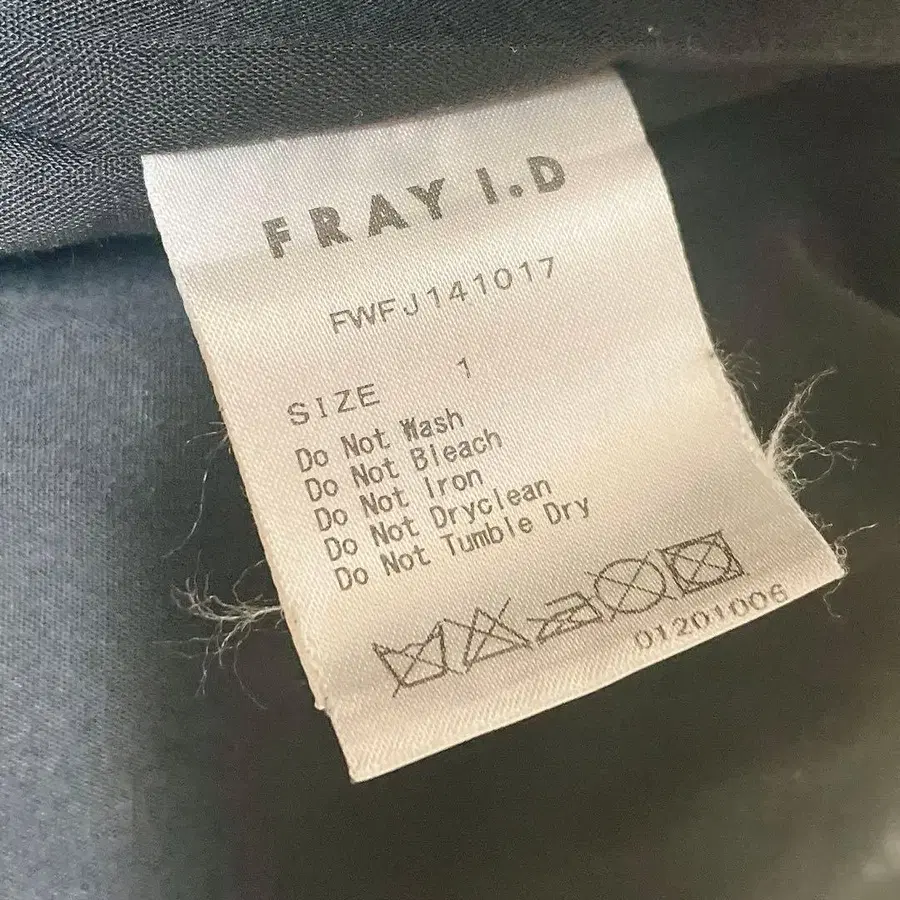 FRAY I.D
FWFJ141017
SIZE 1
Do Not Wash
Do Not Bleach
Do Not Iron
Do Not Dryclean
Do Not Tumble Dry
01201006